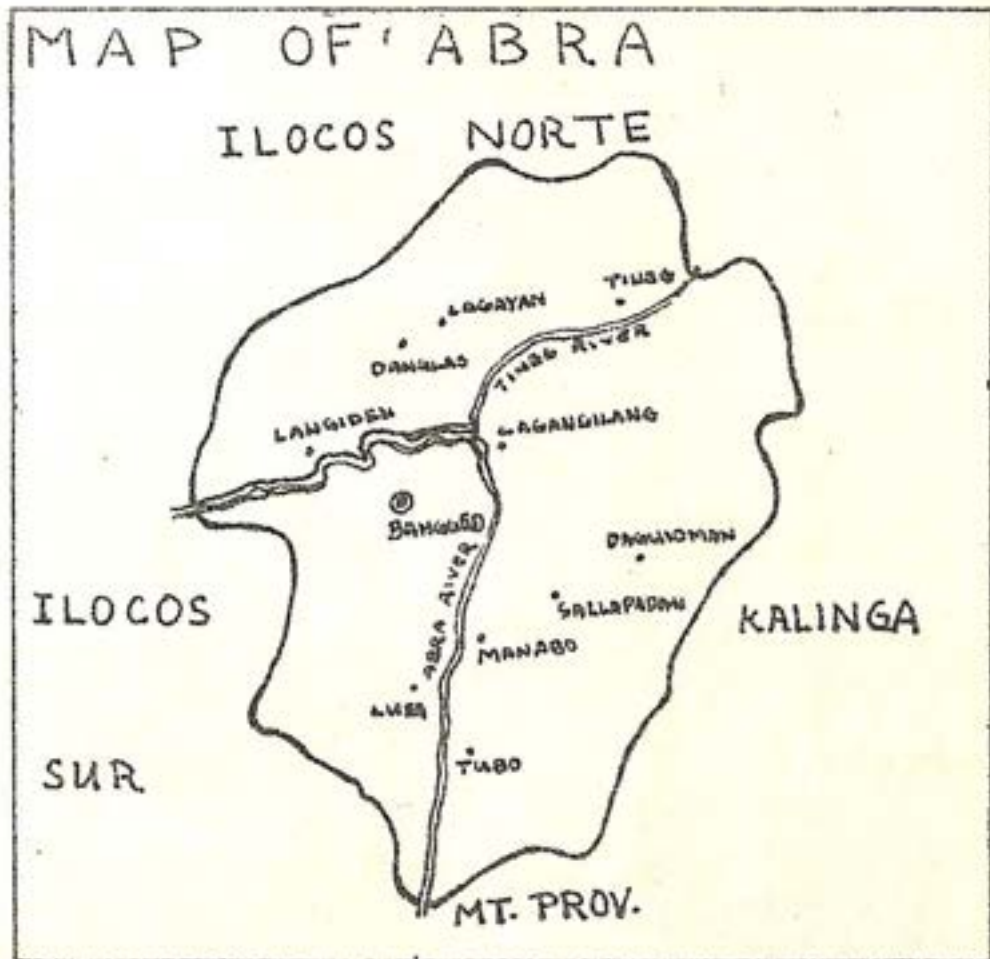 MAP OF ABRA
ILOCOS NORTE
TINEG
LAGAYAN
DANGLAS
TINEG RIVER
LANGIDEN
LAGANGILANG
BANGUED
DAGUIOMAN
ABRA RIVER
SALLAPADAN
ILOCOS
KALINGA
MANABO
LUBA
TUBO
SUR
MT. PROV.